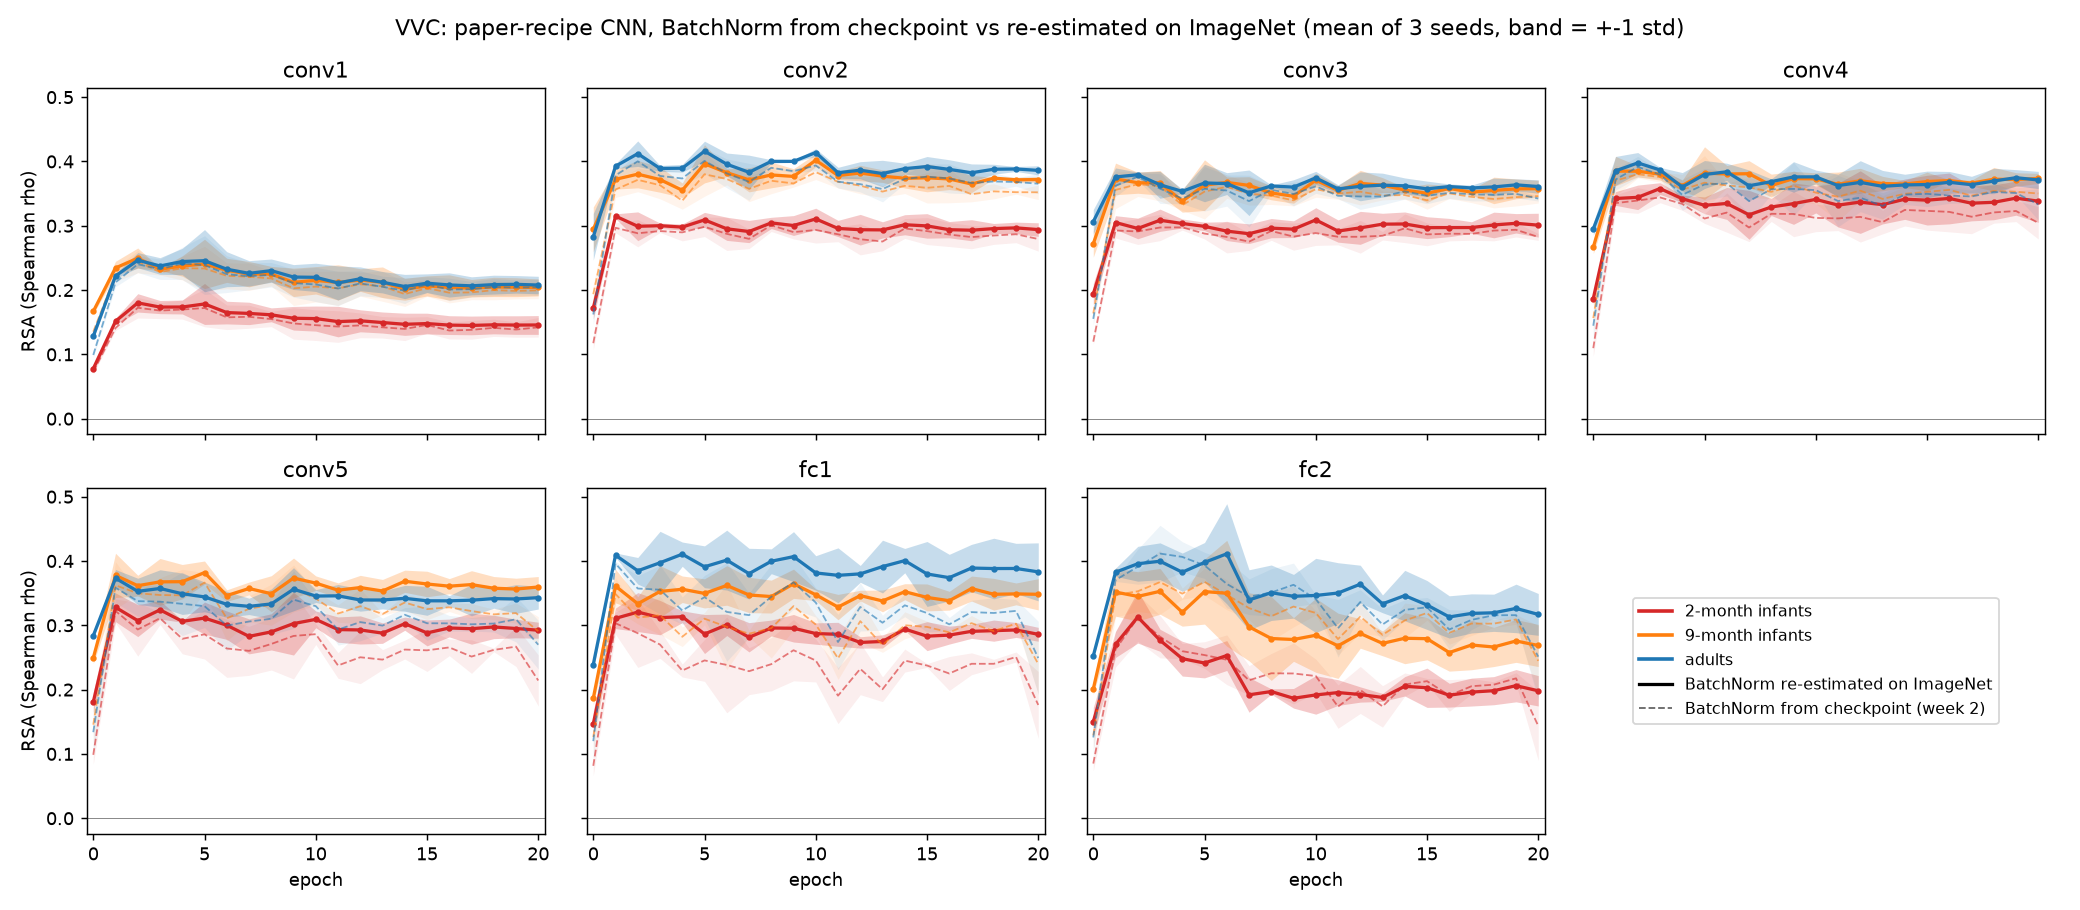 VVC: paper-recipe CNN, BatchNorm from checkpoint vs re-estimated on ImageNet (mean of 3 seeds, band = +-1 std)
conv1
conv2
conv3
conv4
RSA (Spearman rho)
0.5
0.4
0.3
0.2
0.1
0.0
conv5
fc1
fc2
RSA (Spearman rho)
0.5
0.4
0.3
0.2
0.1
0.0
0 5 10 15 20
0 5 10 15 20
0 5 10 15 20
epoch
epoch
epoch
2-month infants
9-month infants
adults
BatchNorm re-estimated on ImageNet
BatchNorm from checkpoint (week 2)